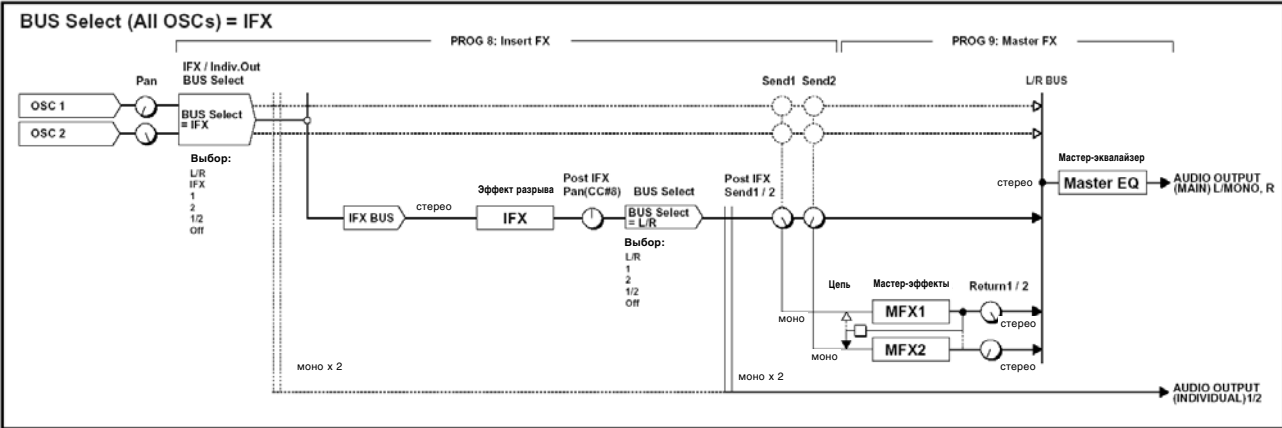 BUS Select (All OSCs) = IFX
PROG 8: Insert FX
PROG 9: Master FX
IFX / Indiv.Out
BUS Select
Pan
Send1 Send2
L/R BUS
OSC 1
OSC 2
BUS Select
= IFX
Выбор:
L/R
IFX
1
2
1/2
Off
Мастер-эквалайзер
стерео
Master EQ
AUDIO OUTPUT
(MAIN) L/MONO, R
IFX BUS
стерео
Эффект разрыва
IFX
Post IFX
Pan(CC#8)
BUS Select
BUS Select
= L/R
Выбор:
L/R
1
2
1/2
Off
Post IFX
Send1 / 2
Цепь
Мастер-эффекты
Return1 / 2
моно
MFX1
стерео
моно
MFX2
стерео
моно x 2
моно x 2
AUDIO OUTPUT
(INDIVIDUAL)1/2